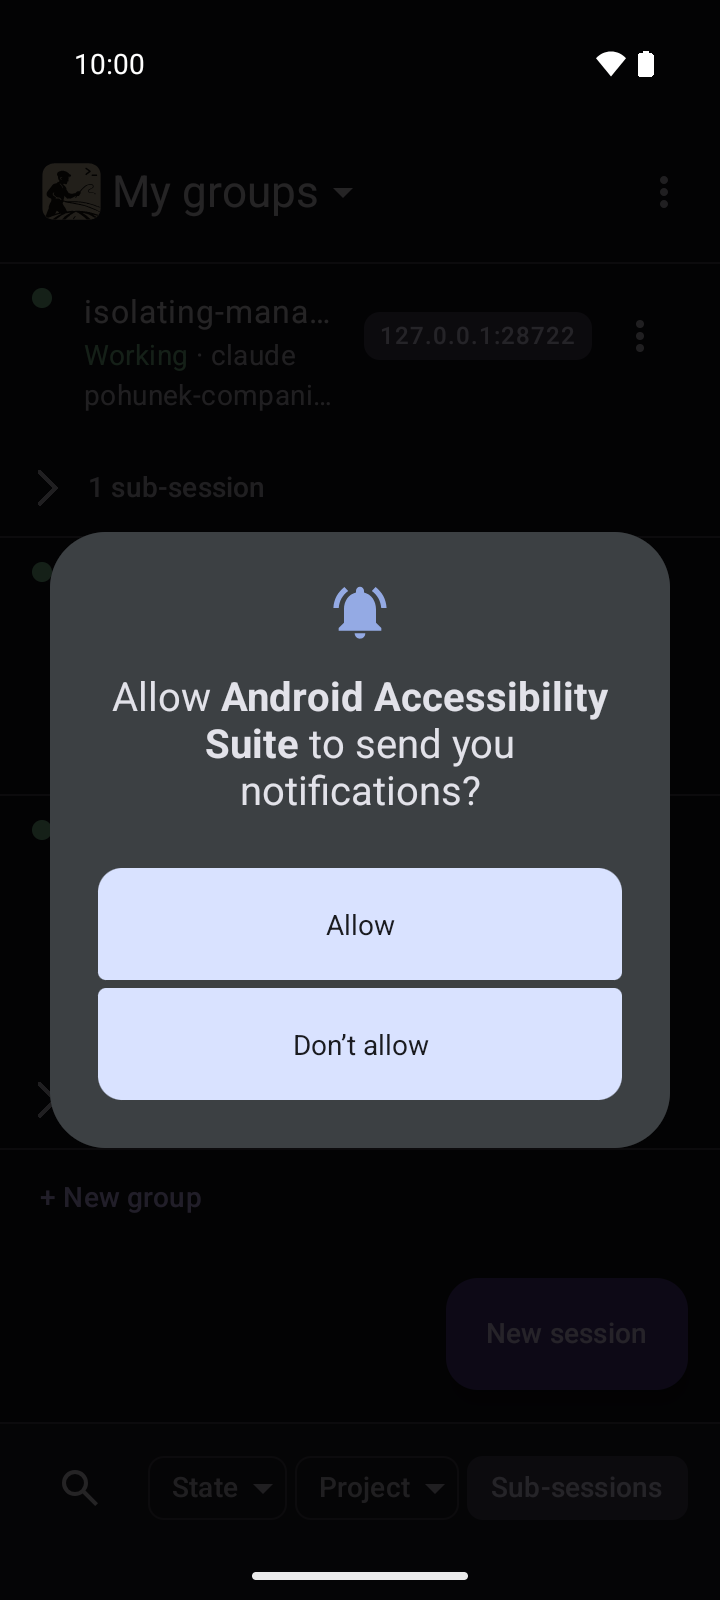 10:00
My groups
isolating-mana…
127.0.0.1:28722
Working · claude
pohunek-compani…
1 sub-session
Allow Android Accessibility
Suite to send you
notifications?
Allow
Don’t allow
+ New group
New session
State
Project
Sub-sessions